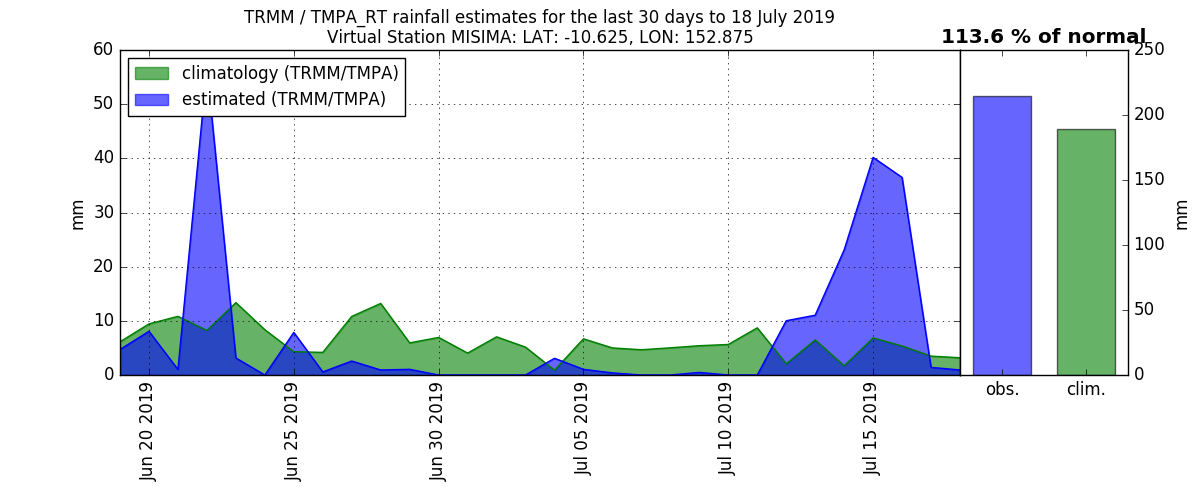 TRMM / TMPA_RT rainfall estimates for the last 30 days to 18 July 2019
Virtual Station MISIMA: LAT: -10.625, LON: 152.875
113.6 % of normal
climatology (TRMM/TMPA)
estimated (TRMM/TMPA)
mm
60
50
40
30
20
10
0
Jun 20 2019
Jun 25 2019
Jun 30 2019
Jul 05 2019
Jul 10 2019
Jul 15 2019
obs.
clim.
250
200
150
100
50
0
mm